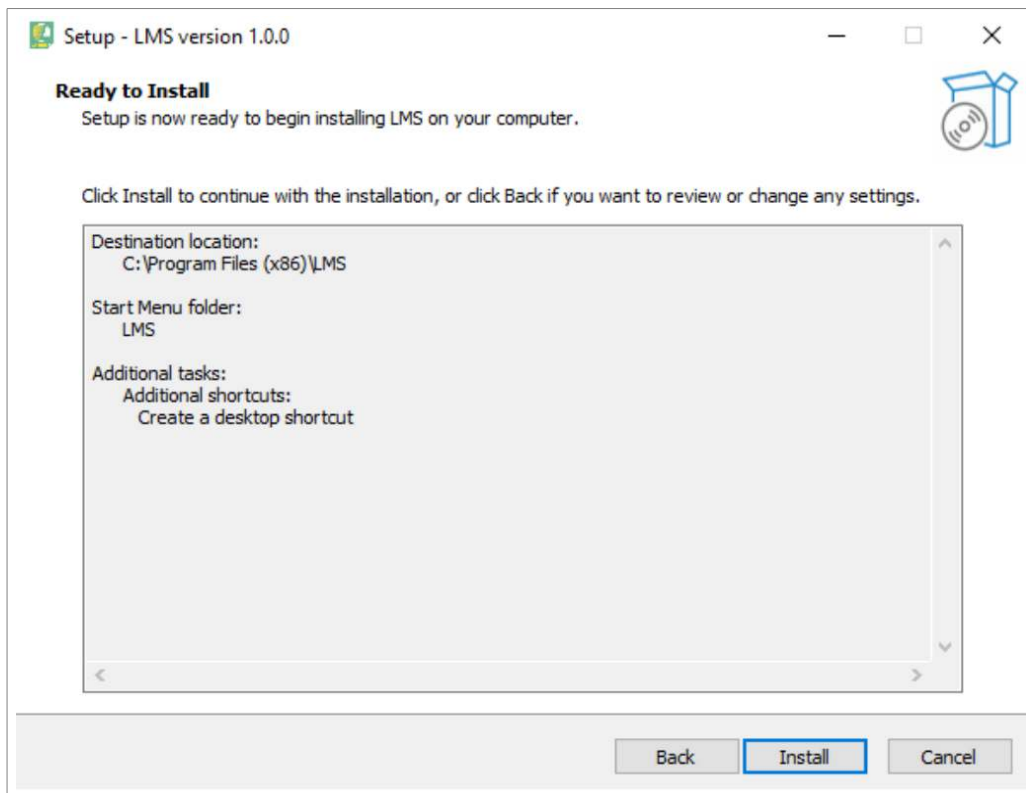 Setup - LMS version 1.0.0
Ready to Install
Setup is now ready to begin installing LMS on your computer.
Click Install to continue with the installation, or click Back if you want to review or change any settings.
Destination location:
C:\Program Files (x86)\LMS
Start Menu folder:
LMS
Additional tasks:
Additional shortcuts:
Create a desktop shortcut
Back Install Cancel